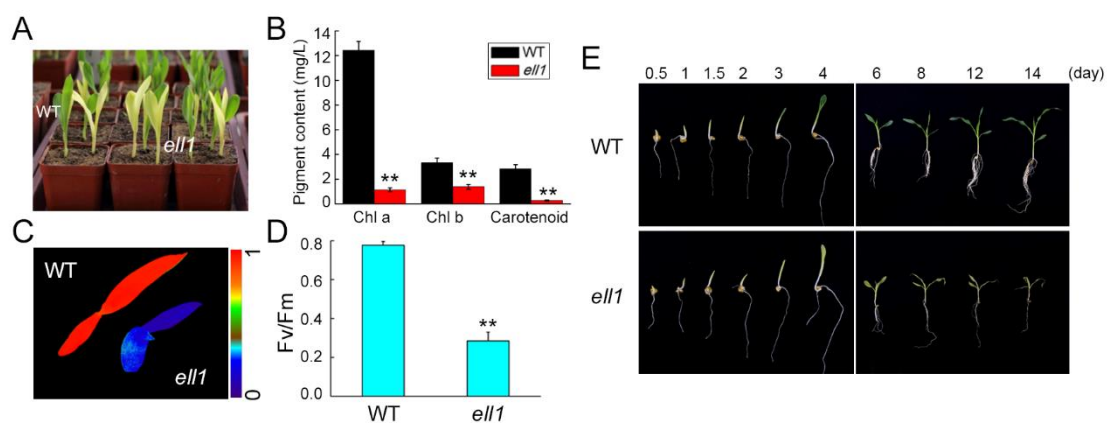 A
WT
ell1
B
Pigment content (mg/L)
14
12
10
8
6
4
2
0
WT
ell1
**
**
**
Chl a
Chl b
Carotenoid
C
WT
ell1
1
0
D
Fv/Fm
0.8
0.6
0.4
0.2
0.0
**
WT
ell1
E
0.5 1 1.5 2 3 4 6 8 12 14 (day)
WT
ell1